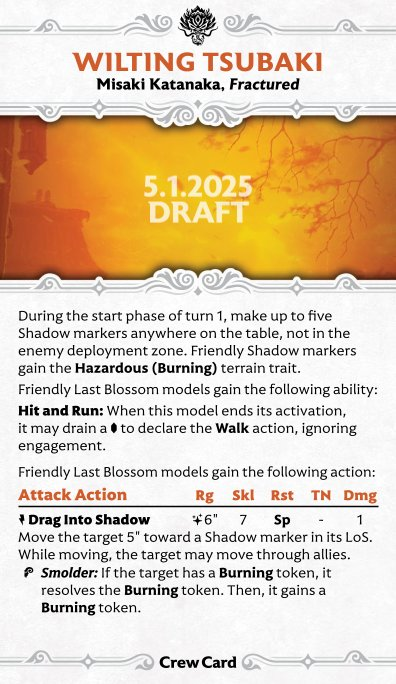 WILTING TSUBAKI
Misaki Katanaka, Fractured
5.1.2025
DRAFT
During the start phase of turn 1, make up to five
Shadow markers anywhere on the table, not in the
enemy deployment zone. Friendly Shadow markers
gain the Hazardous (Burning) terrain trait.
Friendly Last Blossom models gain the following ability:
Hit and Run: When this model ends its activation,
it may drain a to declare the Walk action, ignoring
engagement.
Friendly Last Blossom models gain the following action:
Attack Action Rg Skl Rst TN Dmg
Drag Into Shadow 6" 7 Sp - 1
Move the target 5" toward a Shadow marker in its LoS.
While moving, the target may move through allies.
Smolder: If the target has a Burning token, it
resolves the Burning token. Then, it gains a
Burning token.
Crew Card